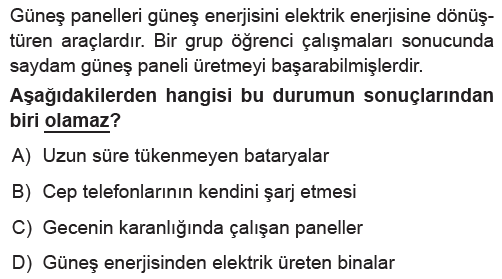 Güneş panelleri güneş enerjisini elektrik enerjisine dönüş-
türen araçlardır. Bir grup öğrenci çalışmaları sonucunda
saydam güneş paneli üretmeyi başarabilmişlerdir.
Aşağıdakilerden hangisi bu durumun sonuçlarından
biri olamaz?
A) Uzun süre tükenmeyen bataryalar
B) Cep telefonlarının kendini şarj etmesi
C) Gecenin karanlığında çalışan paneller
D) Güneş enerjisinden elektrik üreten binalar